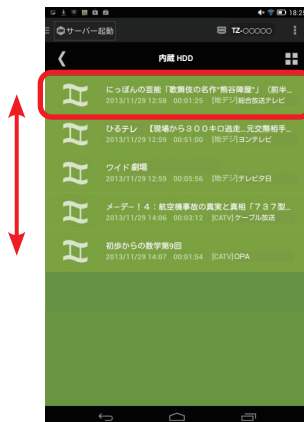 18:25
サーバー起動
TZ-OOOOO
内蔵 HDD
にっぽんの芸能「歌舞伎の名作"熊谷陣屋"」（前半...
2013/11/29 12:58 00:01:25 [地デジ]総合放送テレビ
ひるテレ 【現場から３００キロ逃走...元交際相手...
2013/11/29 12:59 00:51:00 [地デジ]ヨンテレビ
ワイド 劇場
2013/11/29 12:59 00:05:56 [地デジ]テレビ夕日
メーデー！4：航空機事故の真実と真相「７３７型...
2013/11/29 14:06 00:03:12 [CATV]ケーブル放送
初歩からの数学第9回
2013/11/29 14:07 00:01:54 [CATV]OPA